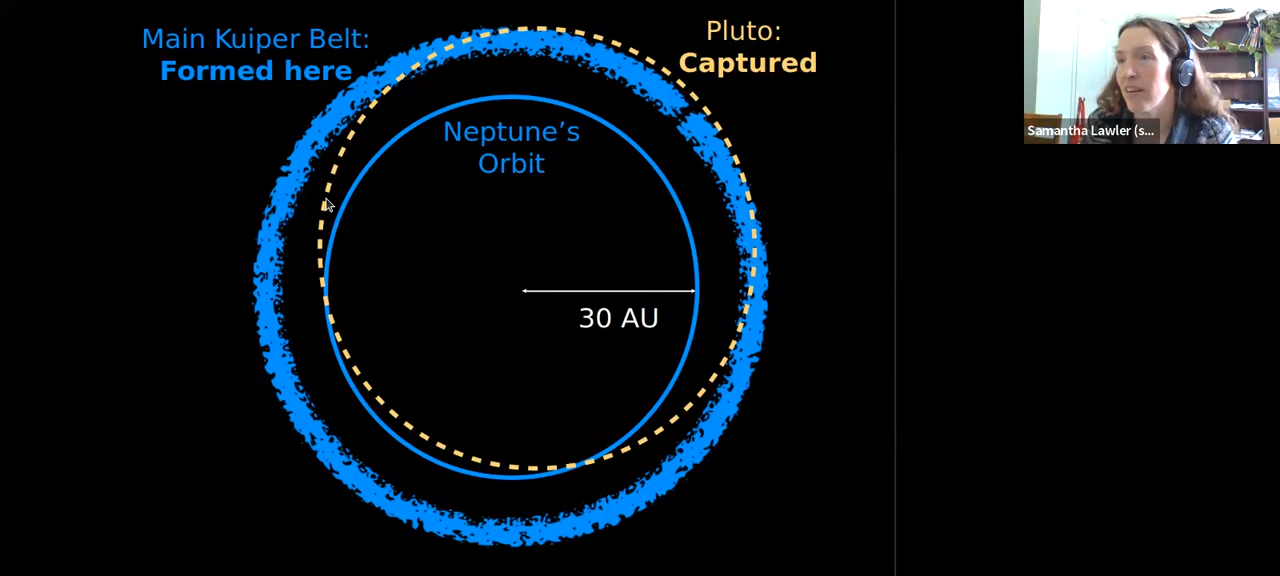 Main Kuiper Belt:
Formed here
Pluto:
Captured
Neptune’s
Orbit
30 AU
Samantha Lawler (s...